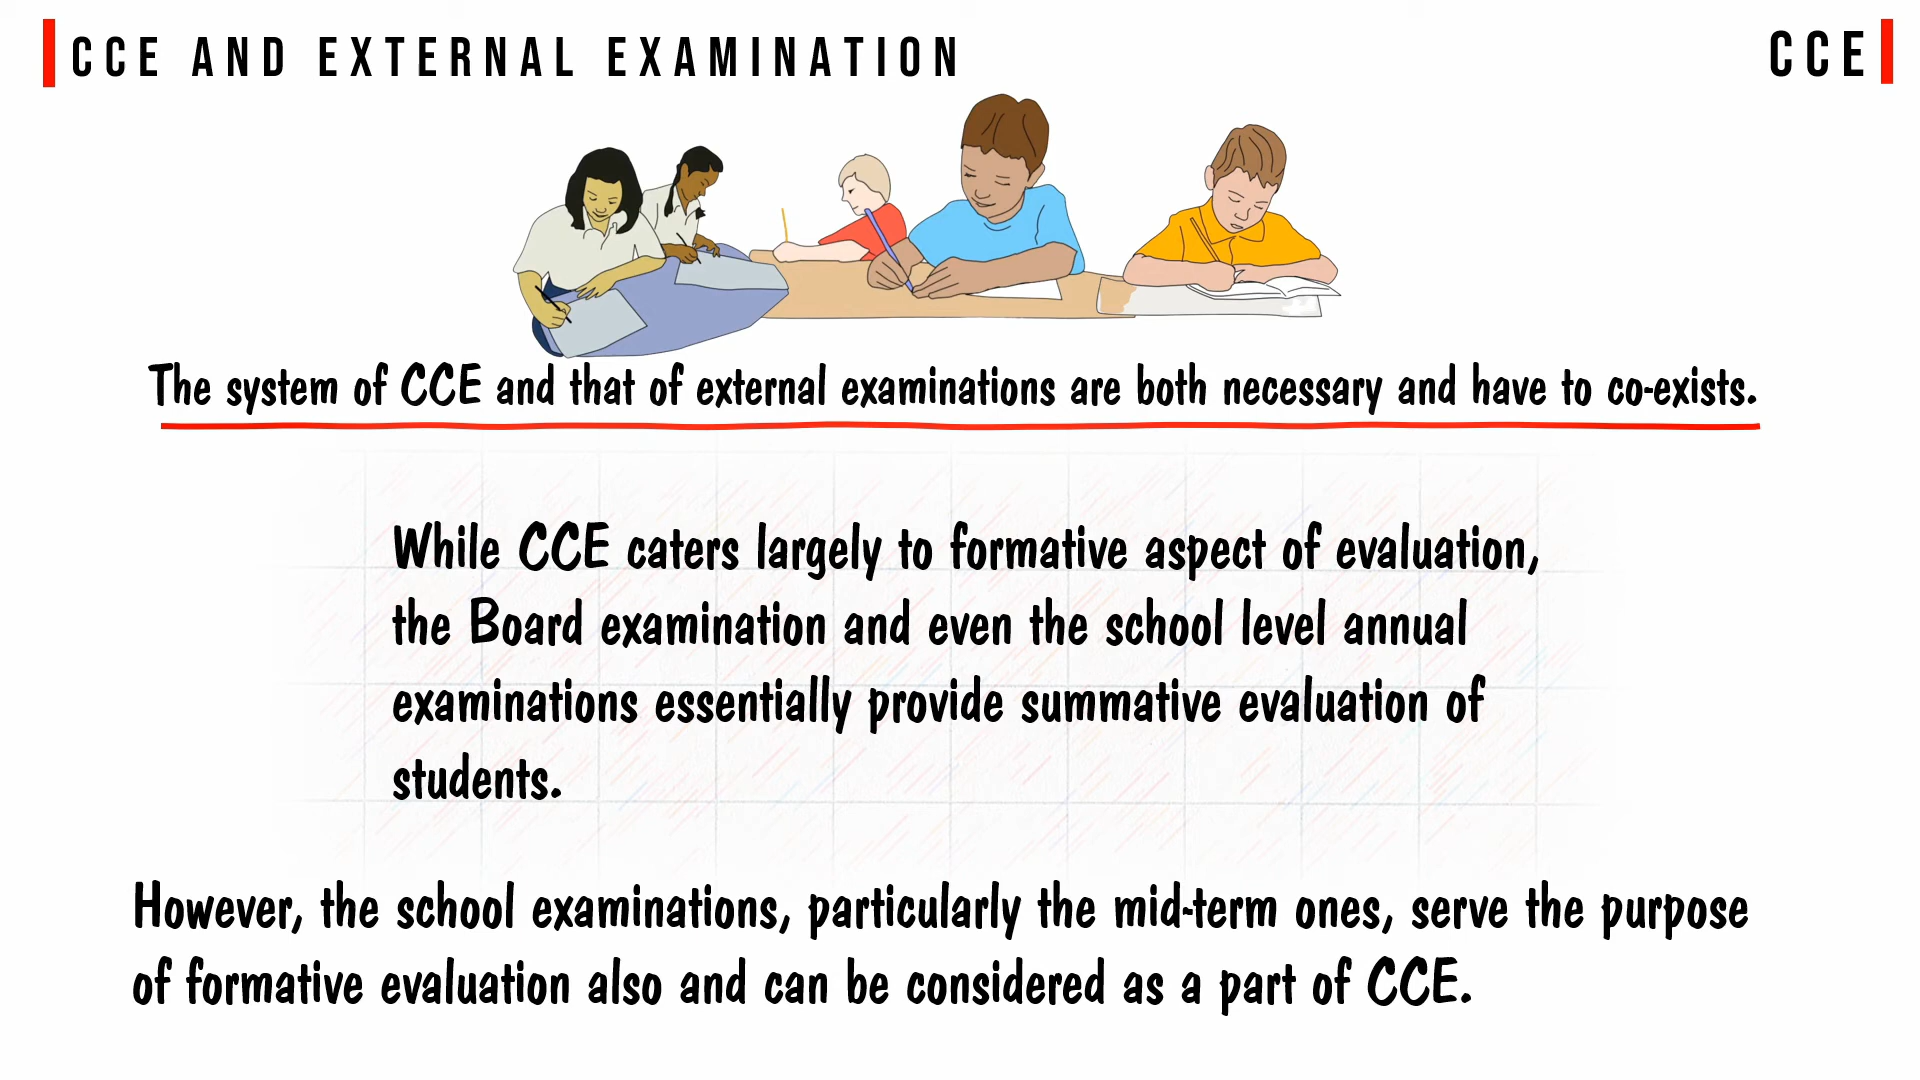 CCE AND EXTERNAL EXAMINATION
CCE
The system of CCE and that of external examinations are both necessary and have to co-exists.
While CCE caters largely to formative aspect of evaluation,
the Board examination and even the school level annual
examinations essentially provide summative evaluation of
students.
However, the school examinations, particularly the mid-term ones, serve the purpose
of formative evaluation also and can be considered as a part of CCE.